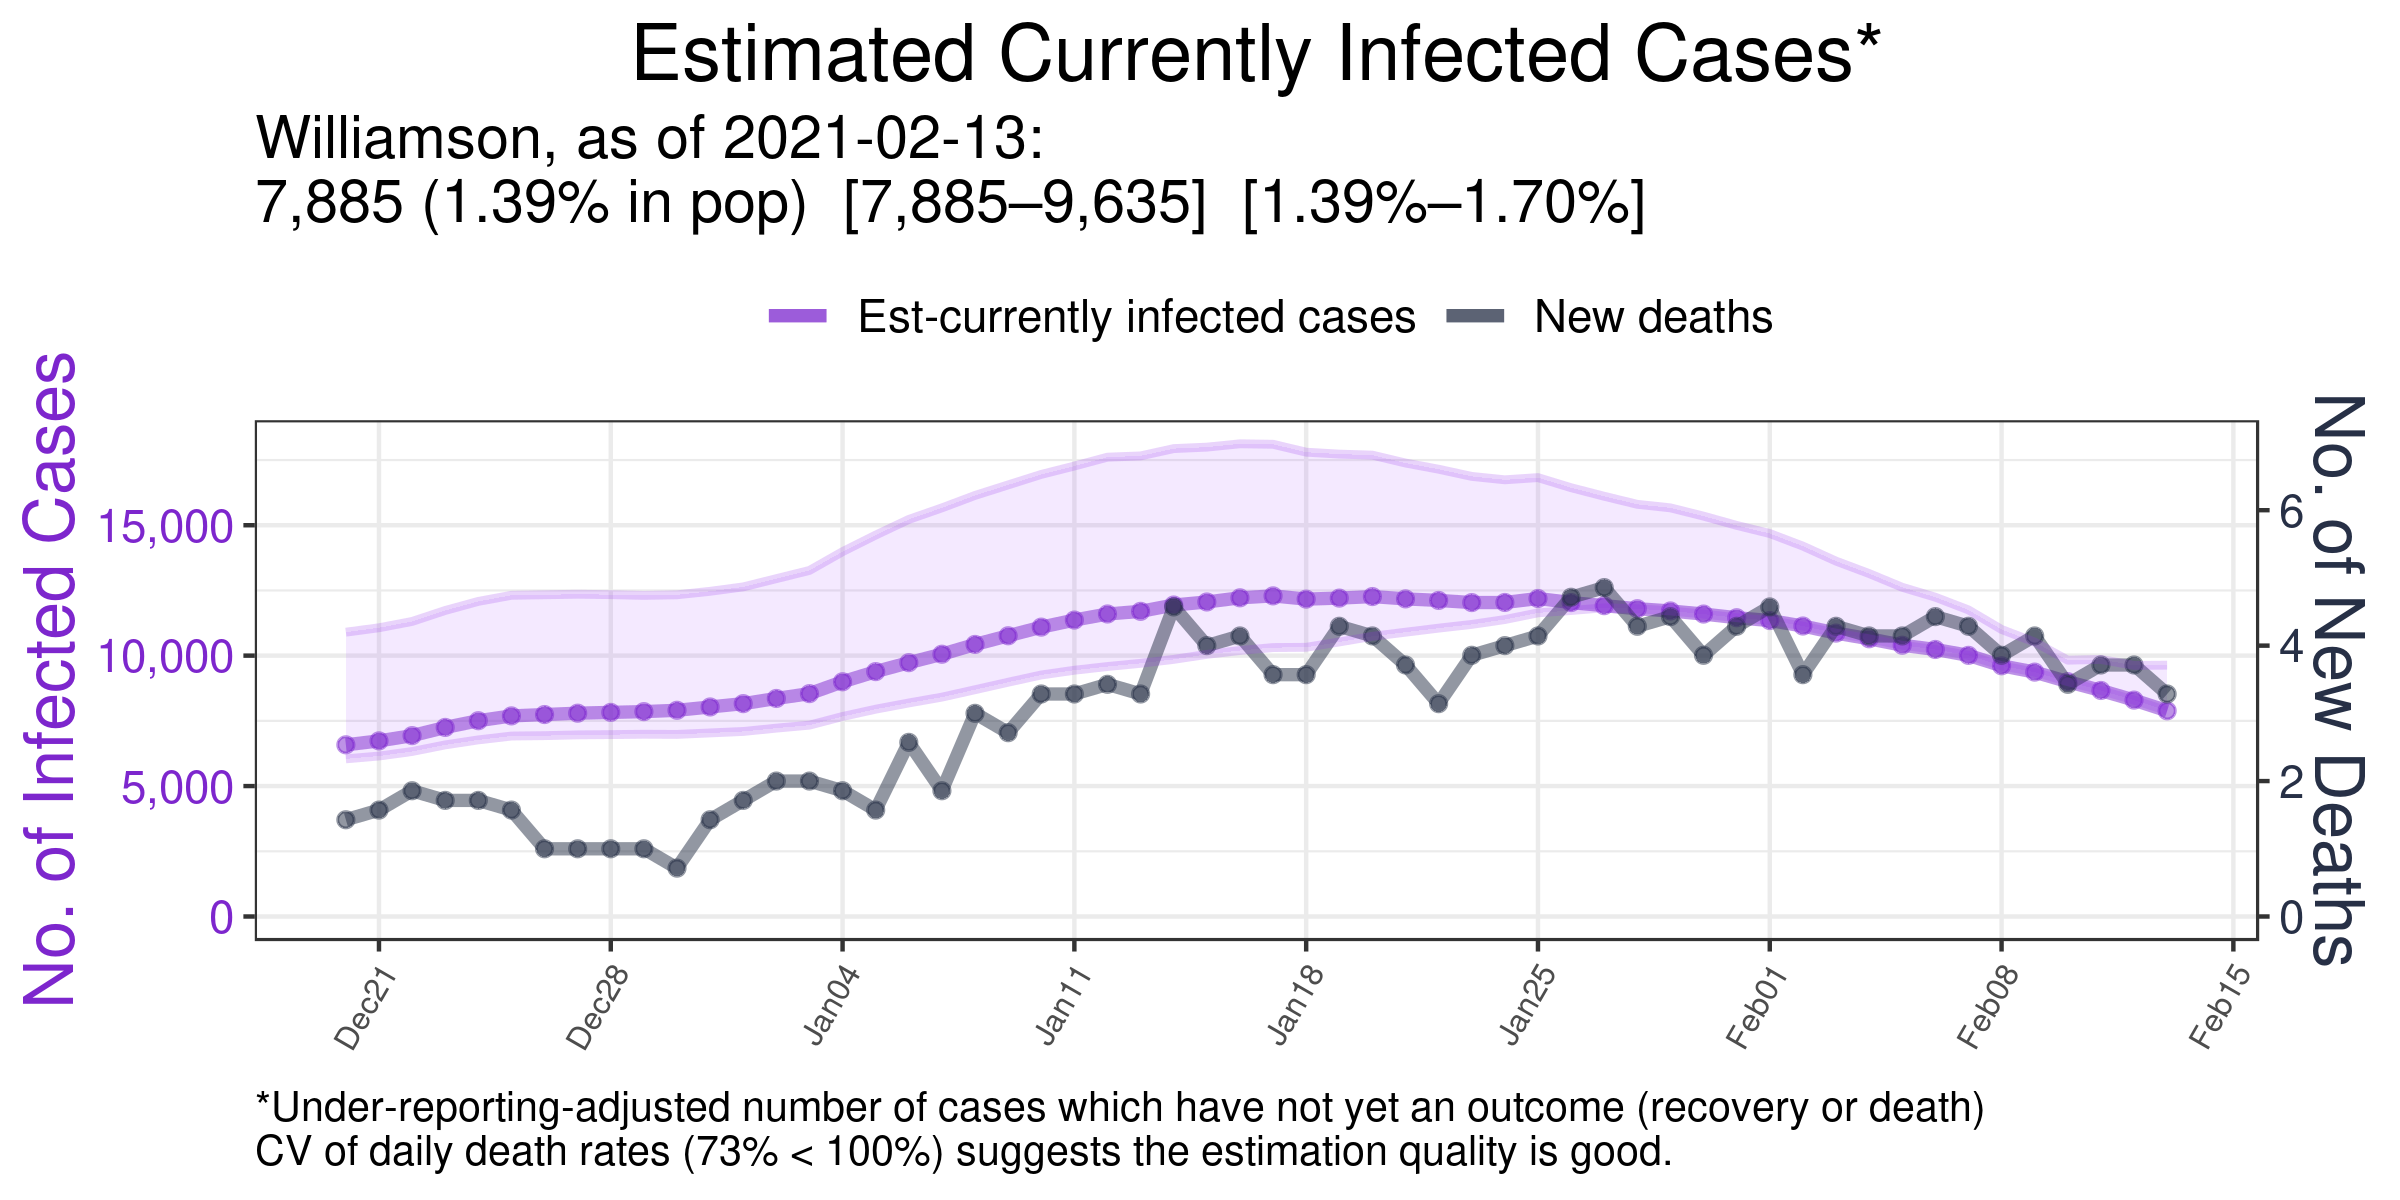 Estimated Currently Infected Cases*
Williamson, as of 2021-02-13:
7,885 (1.39% in pop)  [7,885–9,635]  [1.39%–1.70%]
Est-currently infected cases
New deaths
No. of Infected Cases
15,000
10,000
5,000
0
6
4
2
0
No. of New Deaths
Dec21
Dec28
Jan04
Jan11
Jan18
Jan25
Feb01
Feb08
Feb15
*Under-reporting-adjusted number of cases which have not yet an outcome (recovery or death)
CV of daily death rates (73% < 100%) suggests the estimation quality is good.